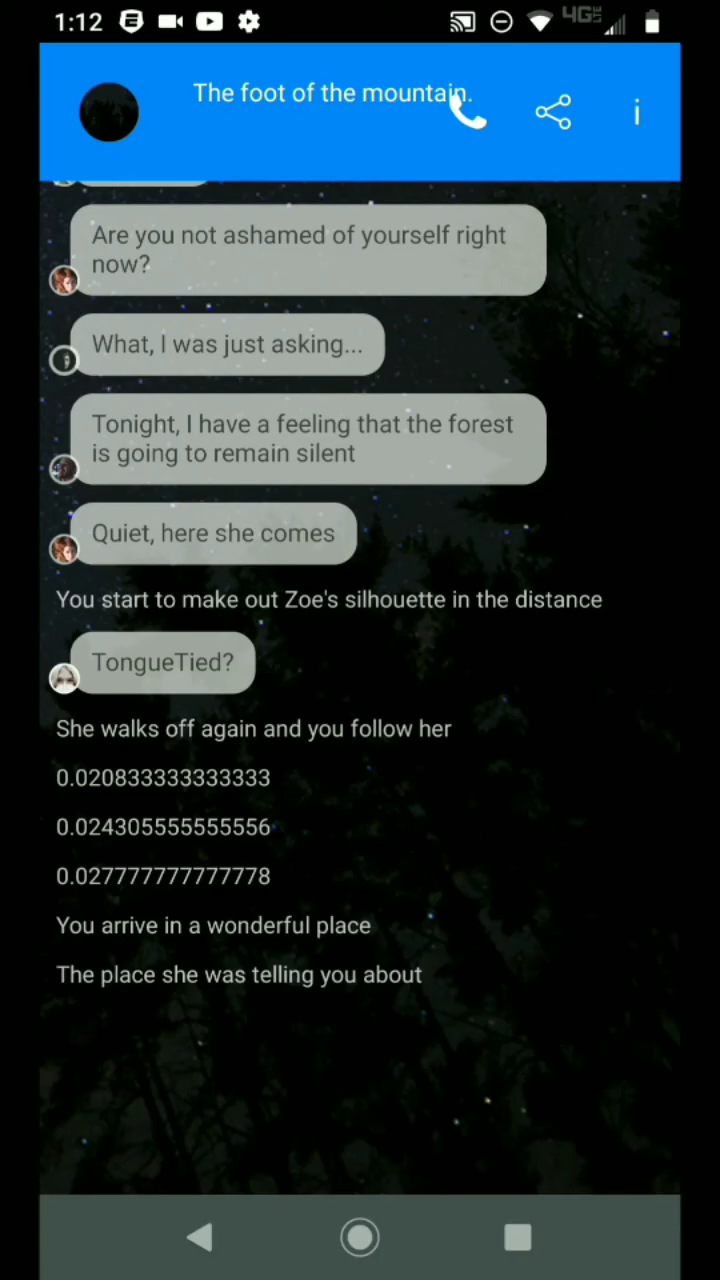 1:12
4G LTE
The foot of the mountain.
Are you not ashamed of yourself right
now?
What, I was just asking...
Tonight, I have a feeling that the forest
is going to remain silent
Quiet, here she comes
You start to make out Zoe's silhouette in the distance
TongueTied?
She walks off again and you follow her
0.020833333333333
0.024305555555556
0.027777777777778
You arrive in a wonderful place
The place she was telling you about